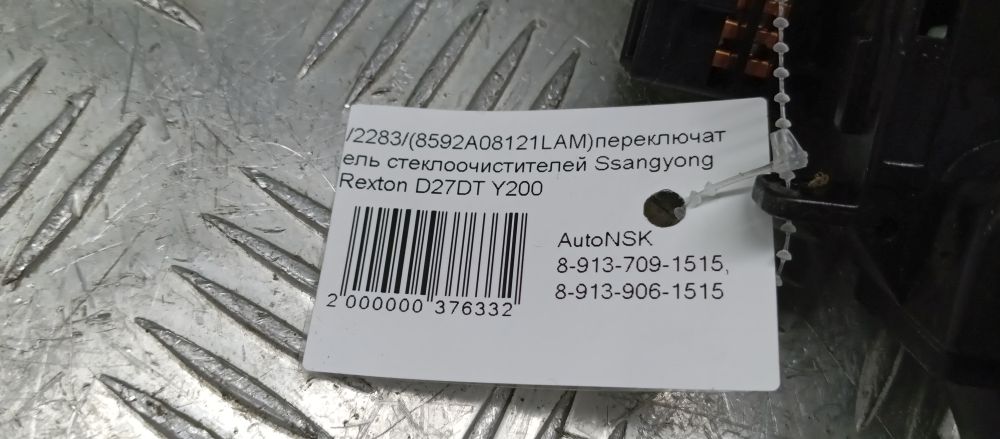 /2283/(8592A08121LAM)переключат
ель стеклоочистителей Ssangyong
Rexton D27DT Y200
AutoNSK
8-913-709-1515,
8-913-906-1515
2 000000 376332